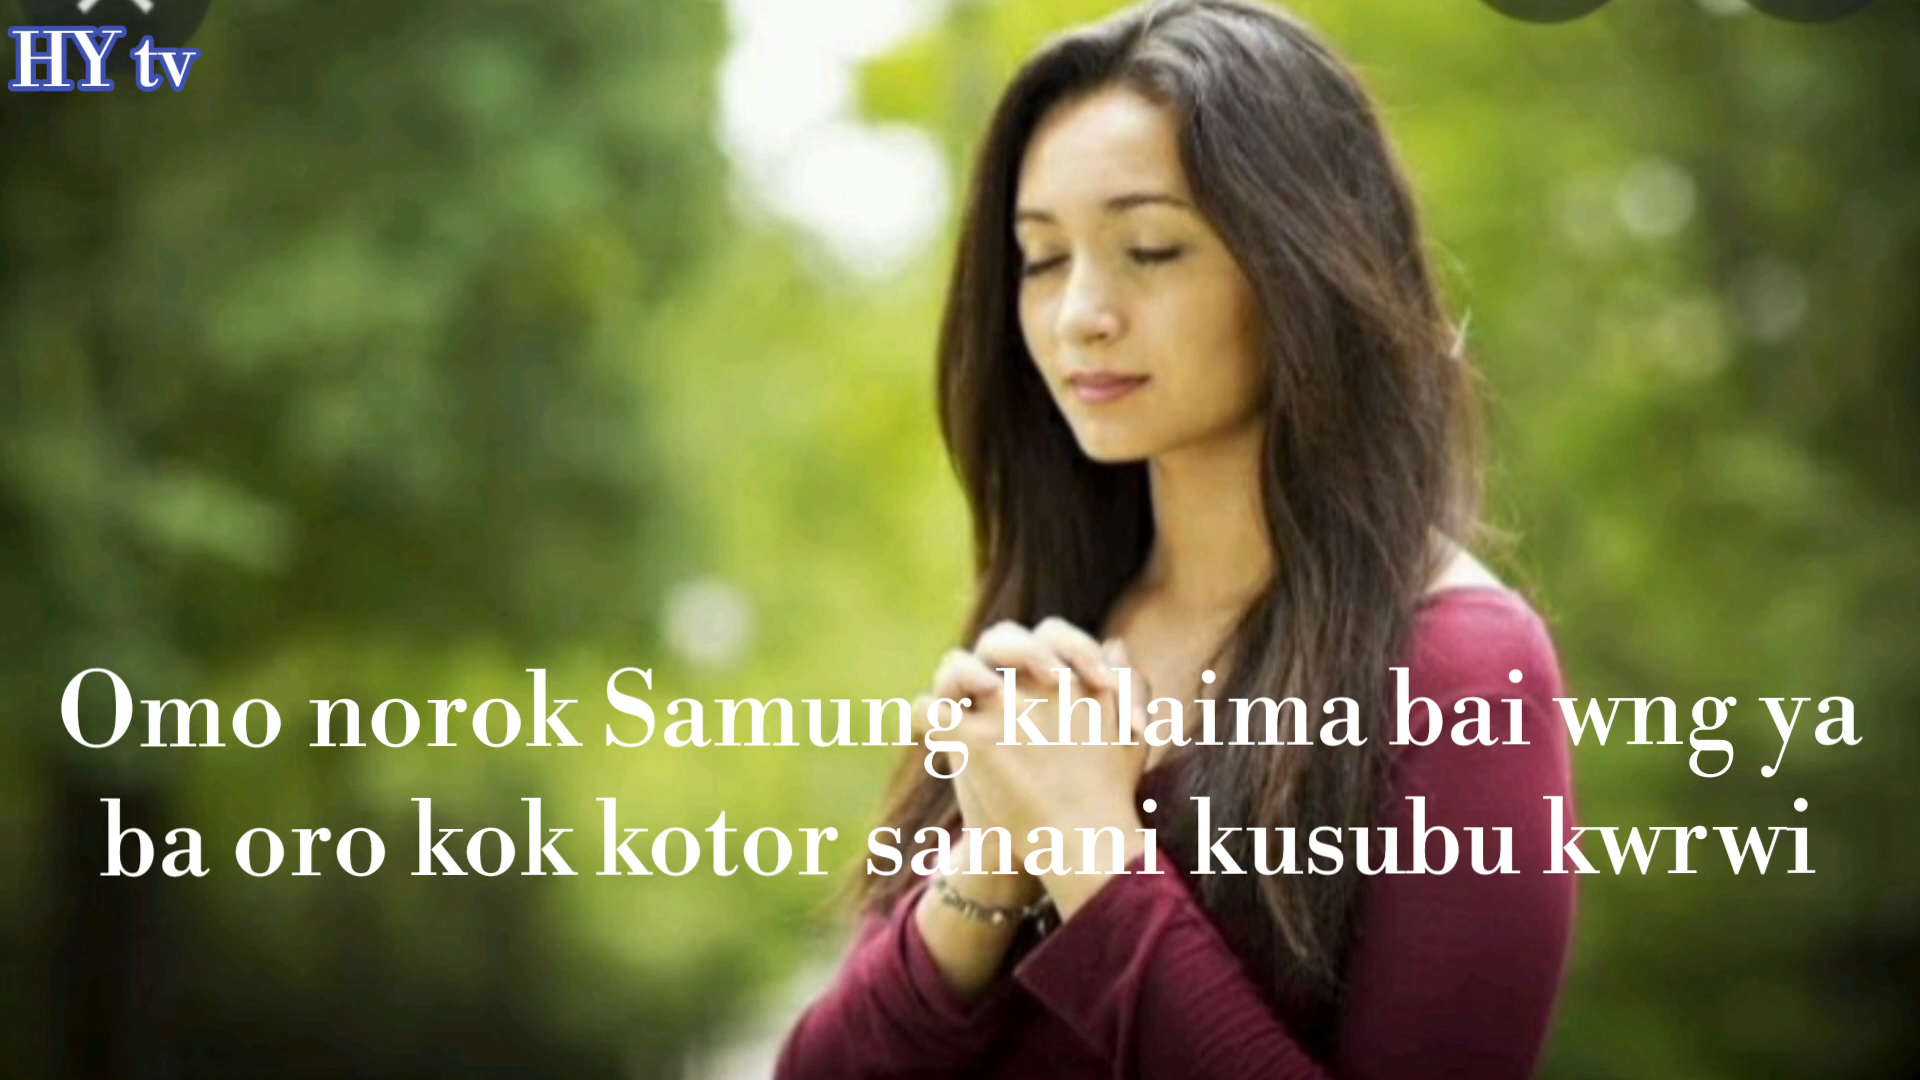 HY tv
Omo norok Samung khlaima bai wng ya
ba oro kok kotor sanani kusubu kwrwi